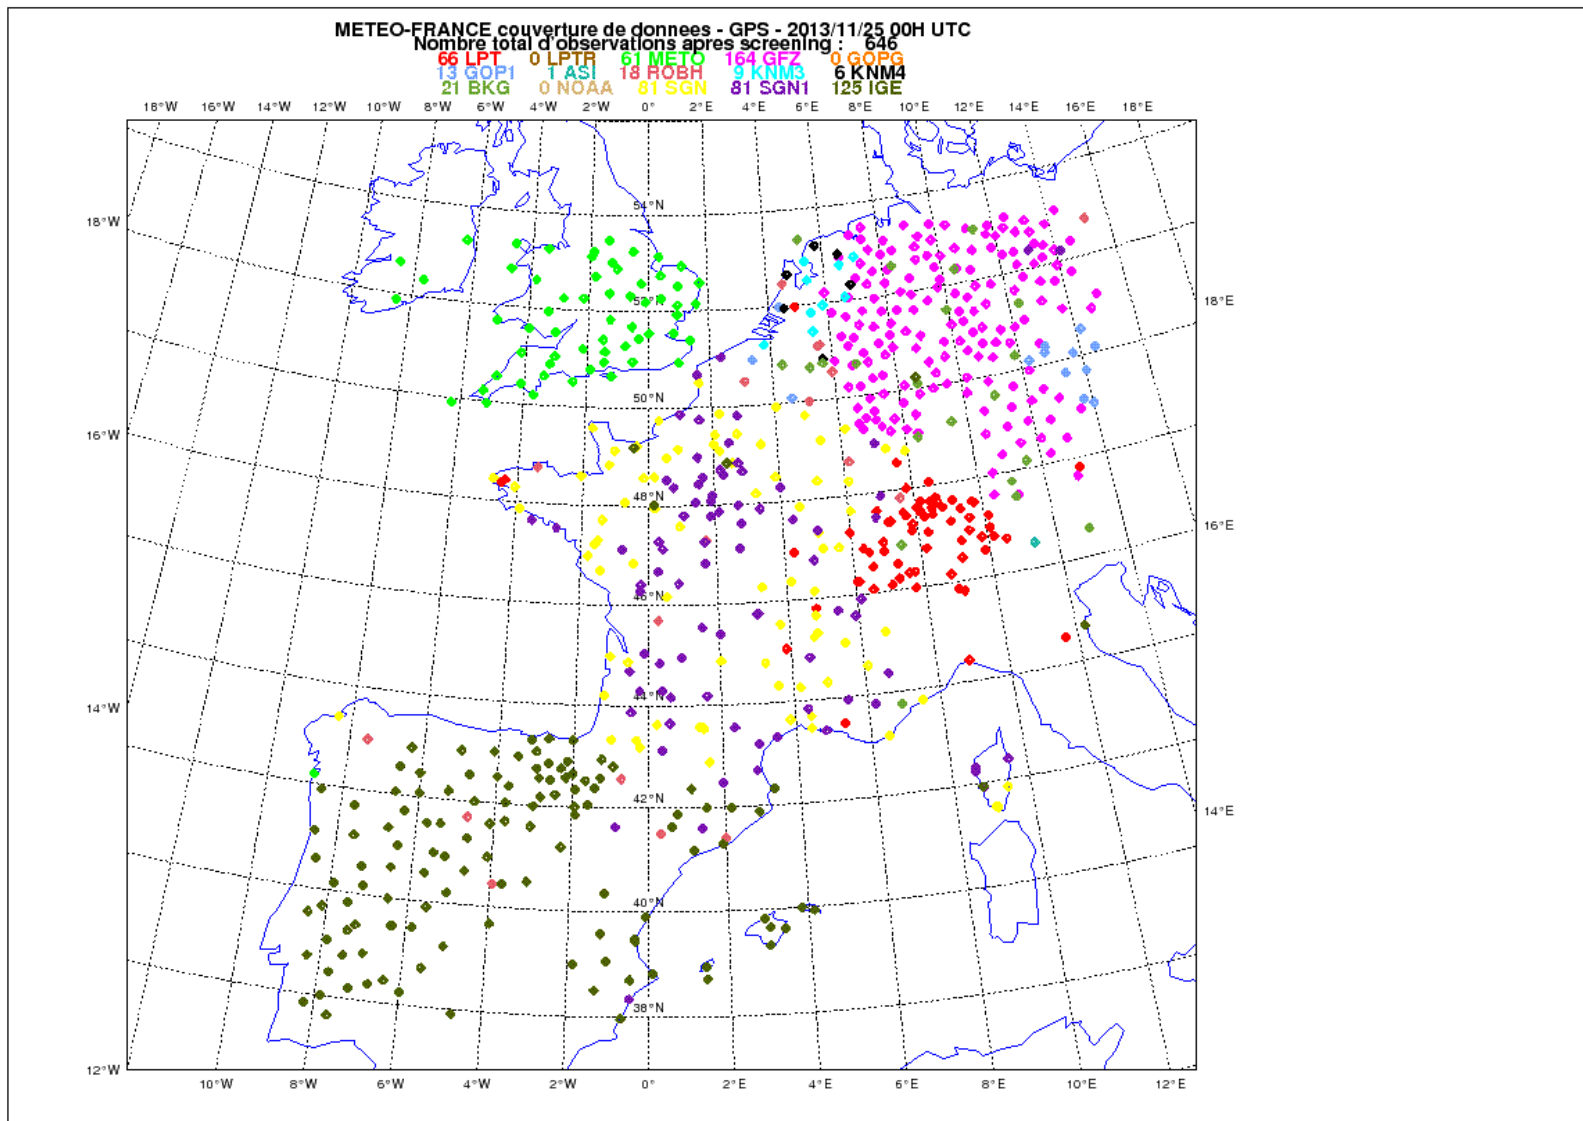 METEO-FRANCE couverture de donnees - GPS - 2013/11/25 00H UTC
Nombre total d'observations apres screening : 646
66 LPT 0 LPTR 61 METO 164 GFZ 0 GOPG
13 GOP1 1 ASI 18 ROBH 9 KNM3 6 KNM4
21 BKG 0 NOAA 81 SGN 81 SGN1 125 IGE
18°W 16°W 14°W 12°W 10°W 8°W 6°W 4°W 2°W 0°E 2°E 4°E 6°E 8°E 10°E 12°E 14°E 16°E 18°E
54°N
18°W
18°E
52°N
50°N
16°W
48°N
16°E
46°N
44°N
14°W
42°N
14°E
40°N
38°N
12°W
10°W 8°W 6°W 4°W 2°W 0°E 2°E 4°E 6°E 8°E 10°E 12°E